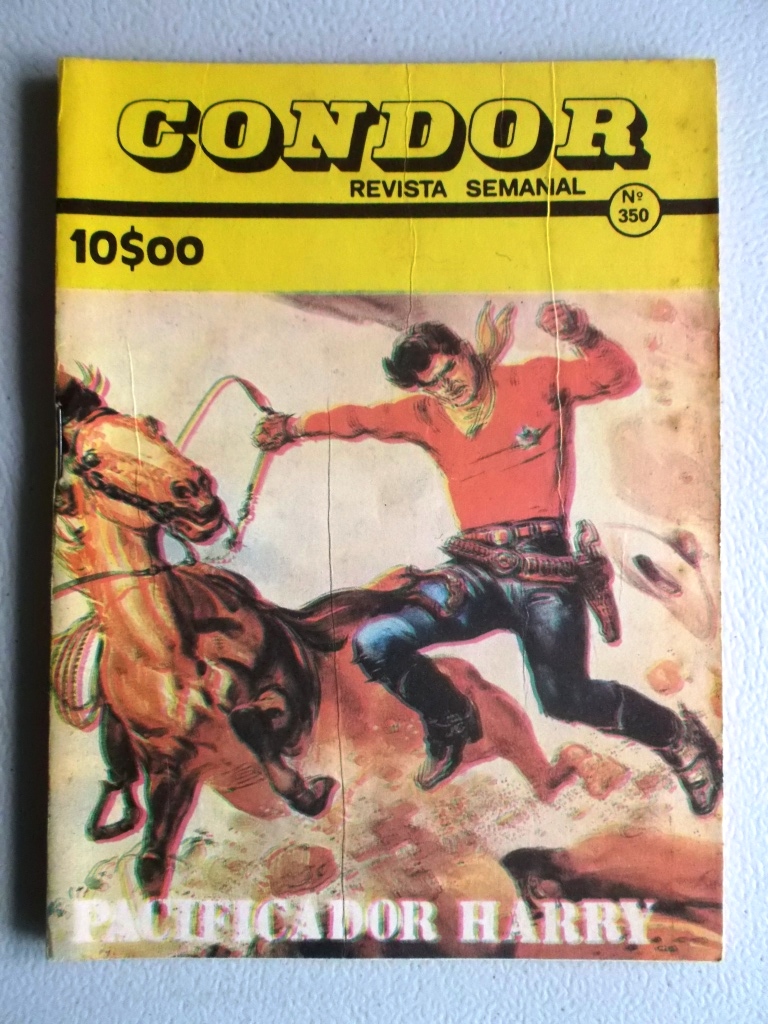 CONDOR
REVISTA SEMANAL
Nº
350
10$00
PACIFICADOR HARRY